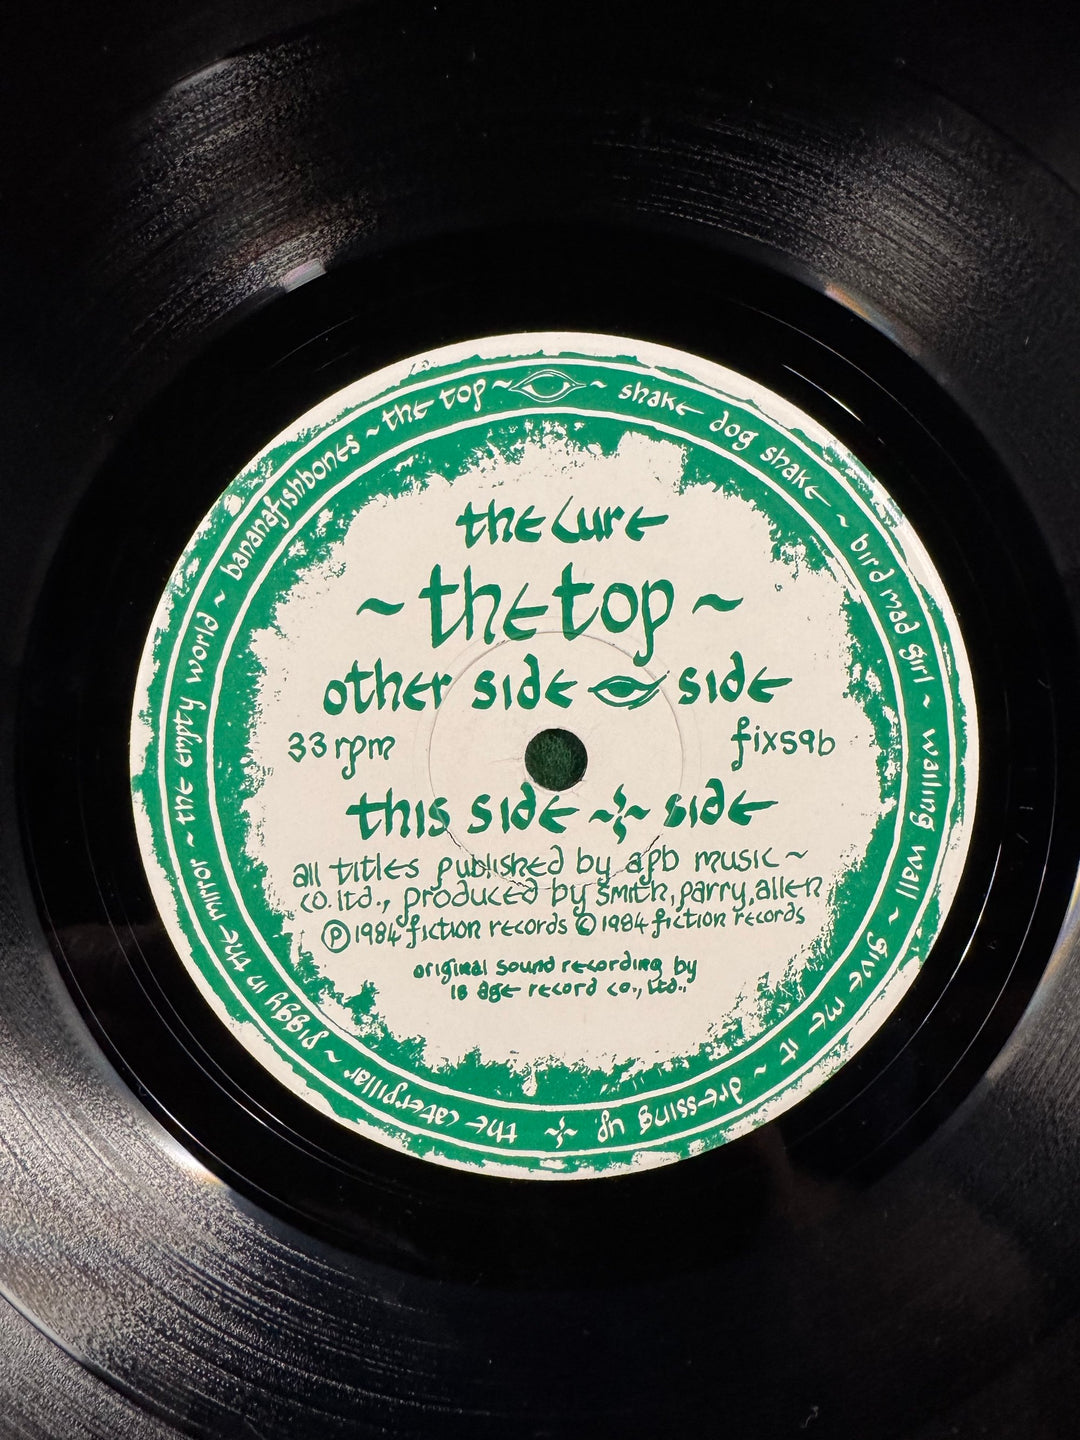 the cure
~ the top ~
other side side
33 rpm fixs9b
this side ~ ~ side
all titles published by apb music ~
co. ltd., produced by smith, parry, allen
℗ 1984 fiction records © 1984 fiction records
original sound recording by
18 age record co., ltd.,
~ shake dog shake ~ bird mad girl ~ wailing wall ~ give me it ~ dressing up ~ ~ the caterpillar ~ piggy in the mirror ~ the empty world ~ bananafishbones ~ the top ~